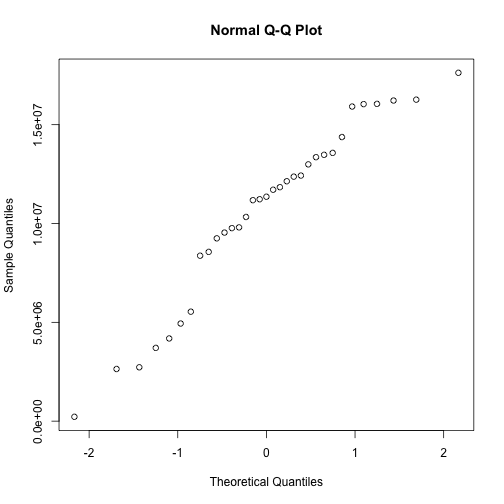 Normal Q-Q Plot
Sample Quantiles
1.5e+07
1.0e+07
5.0e+06
0.0e+00
-2 -1 0 1 2
Theoretical Quantiles